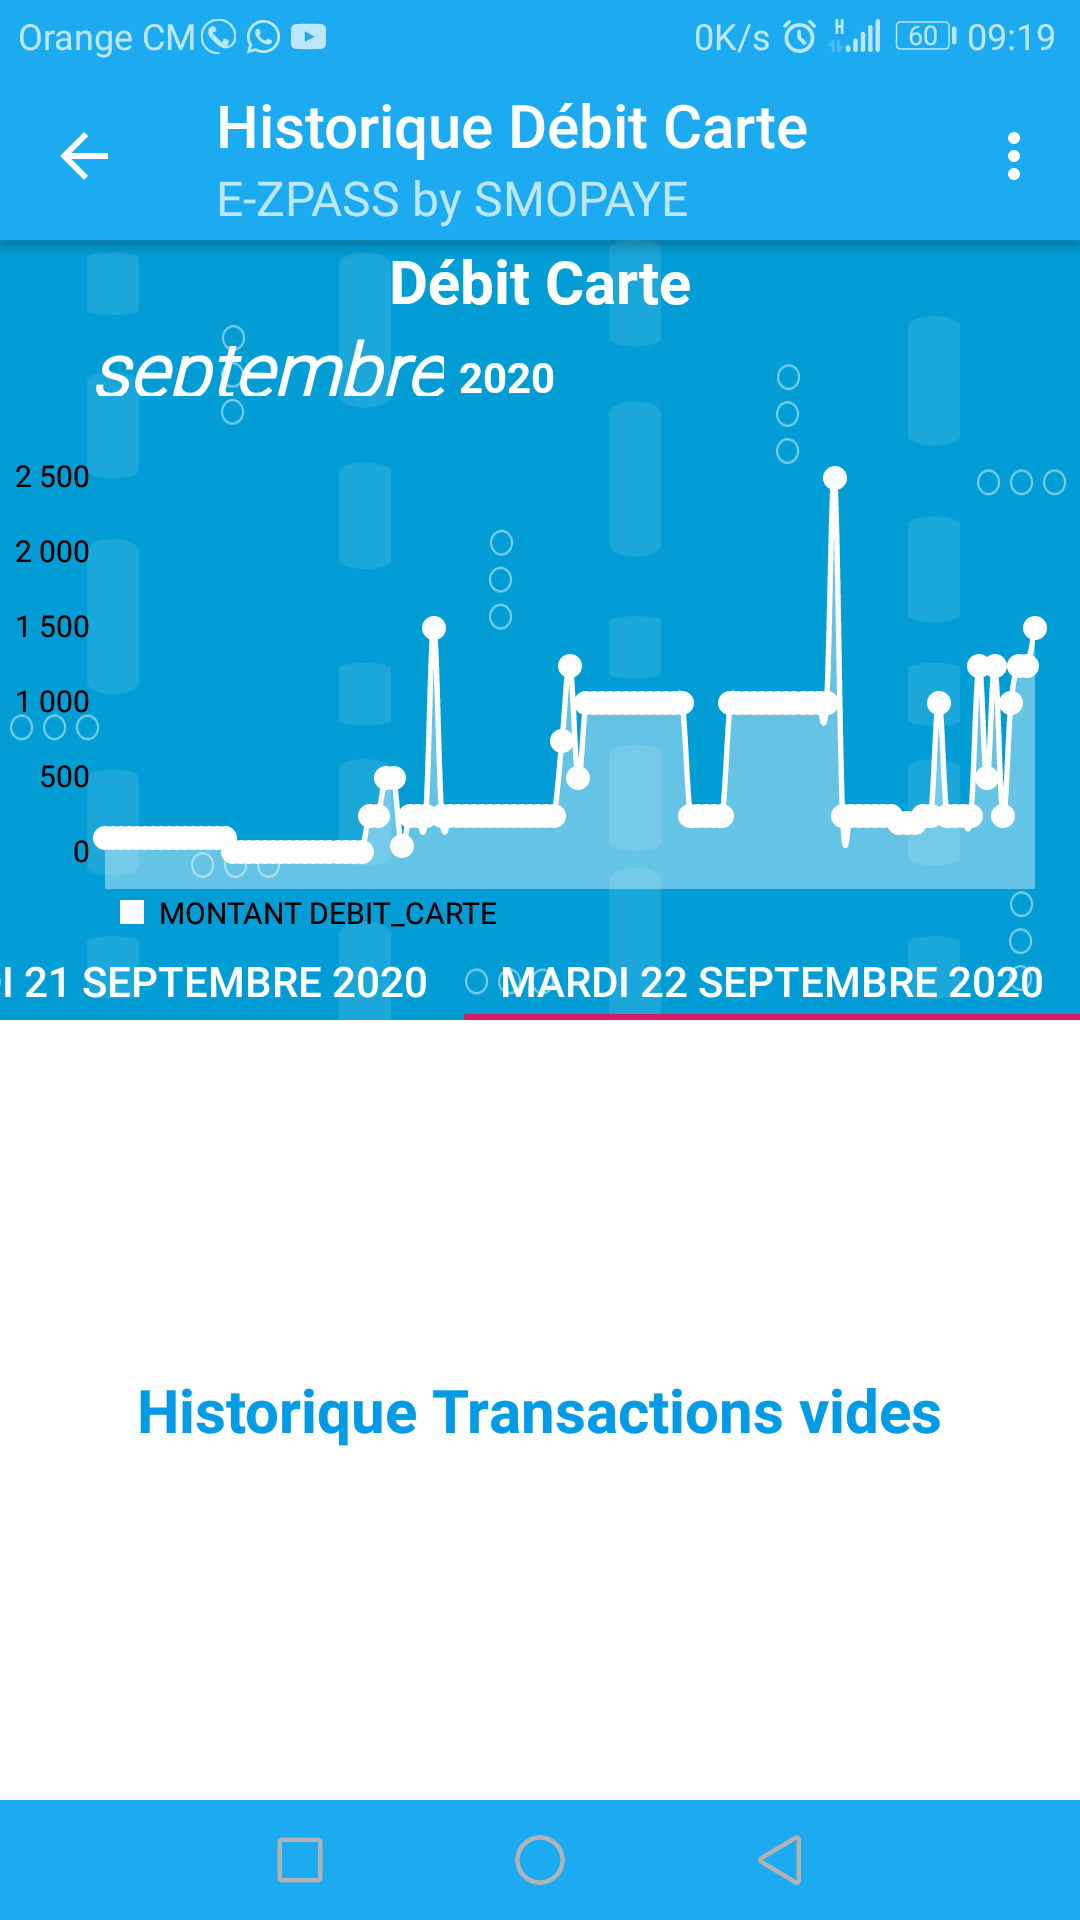 Orange CM 0K/s H 60 09:19
Historique Débit Carte
E-ZPASS by SMOPAYE
Débit Carte
septembre 2020
2 500
2 000
1 500
1 000
500
0
MONTANT DEBIT_CARTE
I 21 SEPTEMBRE 2020 MARDI 22 SEPTEMBRE 2020
Historique Transactions vides